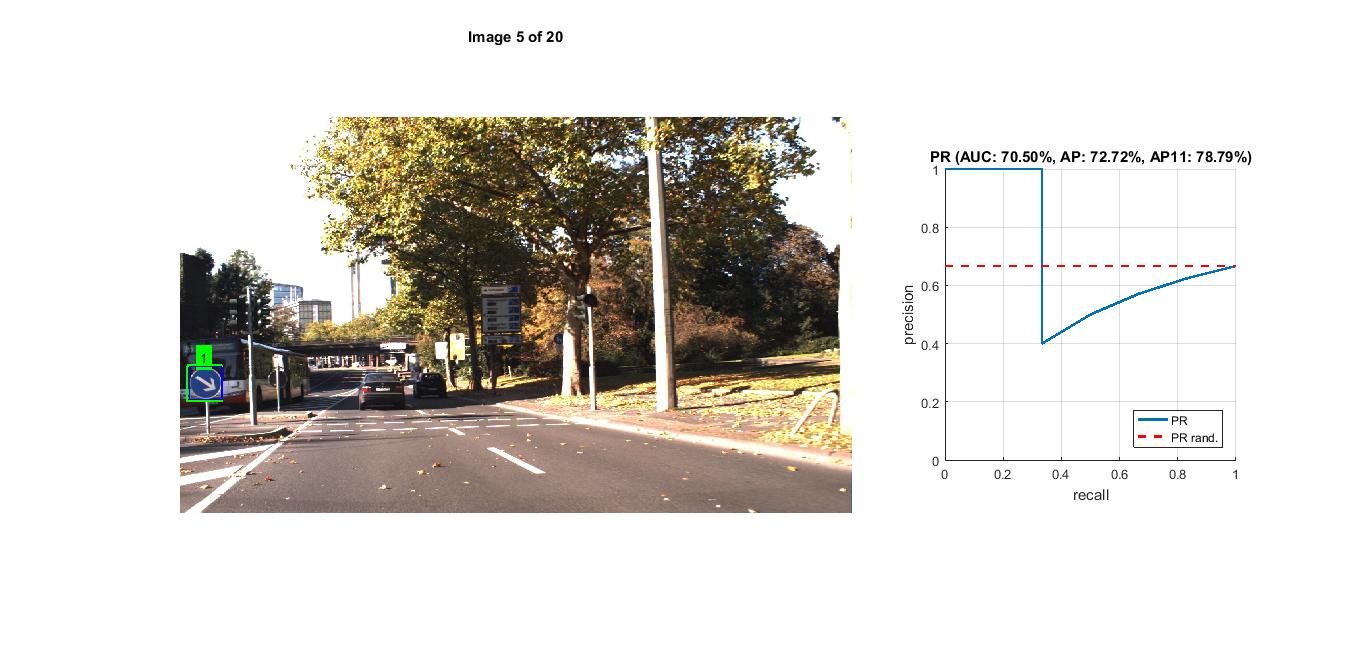 Image 5 of 20
1
PR (AUC: 70.50%, AP: 72.72%, AP11: 78.79%)
1
0.8
0.6
0.4
0.2
0
precision
PR
PR rand.
0 0.2 0.4 0.6 0.8 1
recall